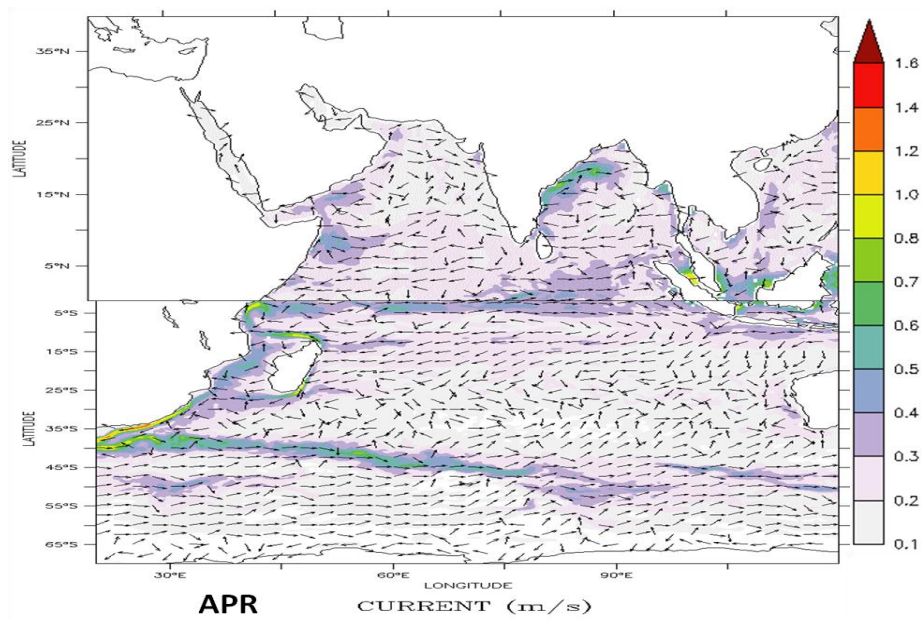 35°N
25°N
15°N
5°N
LATITUDE
5°S
15°S
25°S
35°S
45°S
55°S
65°S
LATITUDE
30°E
60°E
90°E
LONGITUDE
APR
CURRENT (m/s)
1.6
1.4
1.2
1.0
0.8
0.7
0.6
0.5
0.4
0.3
0.2
0.1